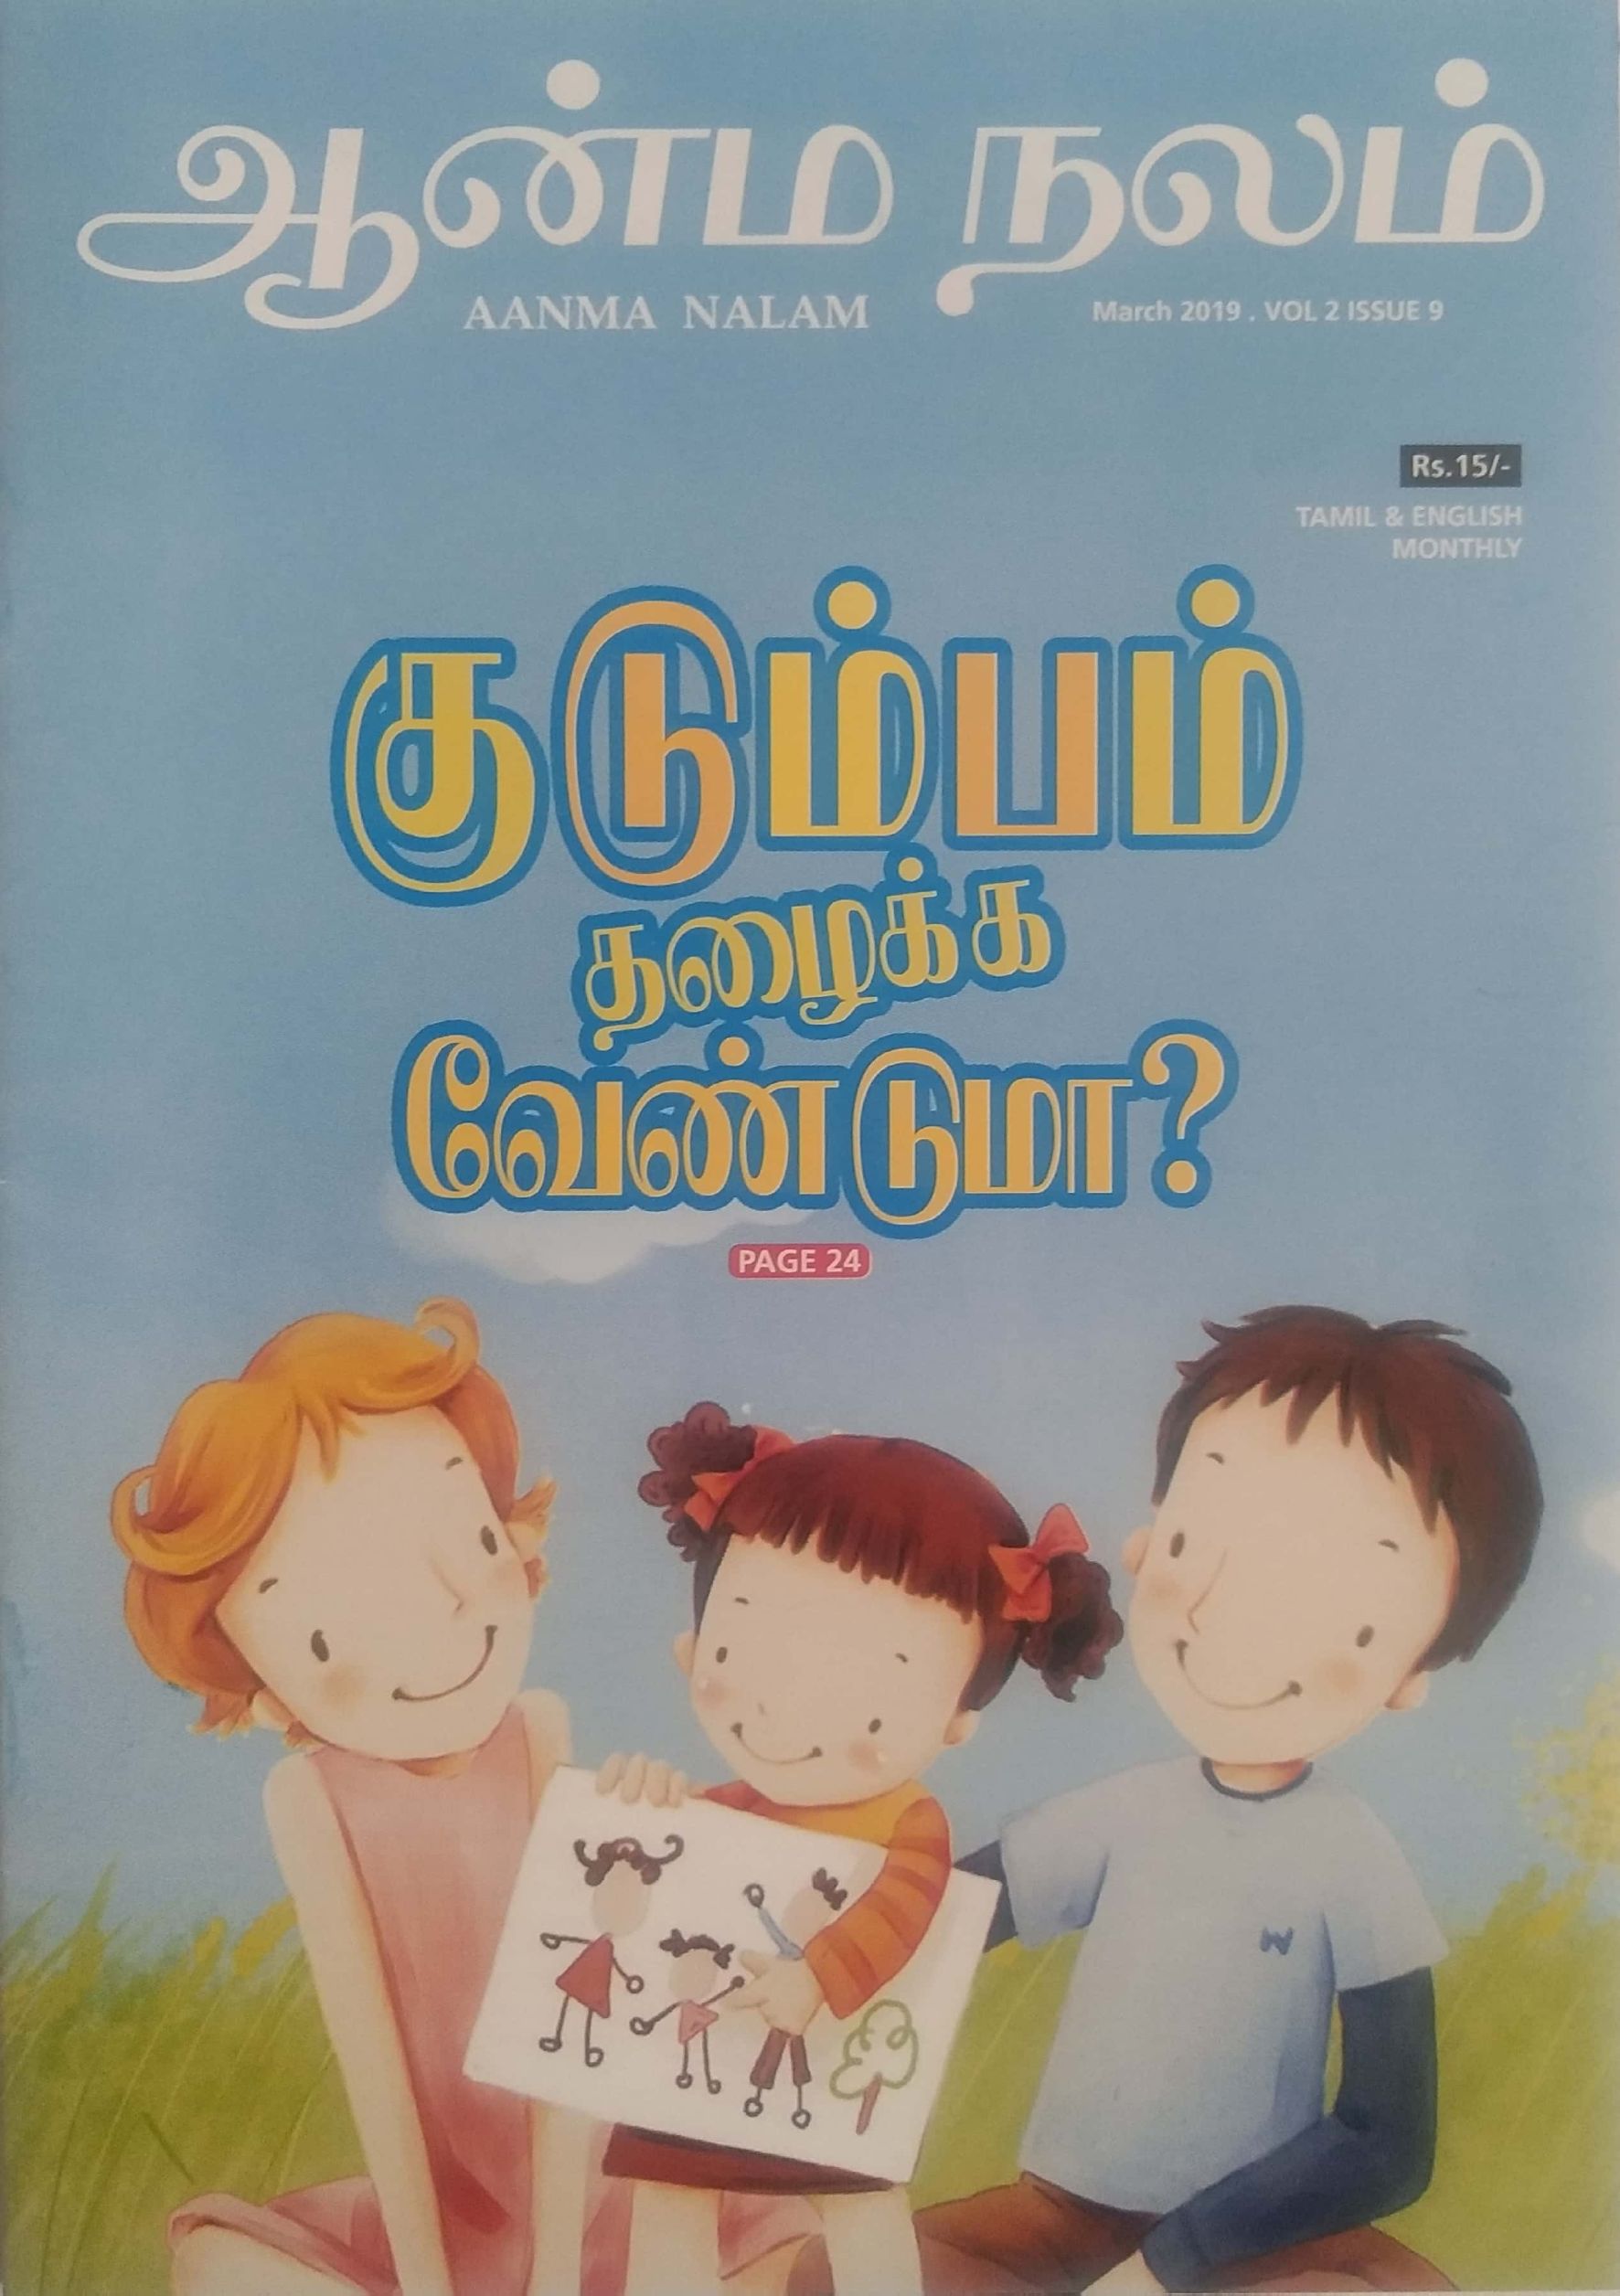 ஆன்ம நலம்
AANMA NALAM
March 2019 . VOL 2 ISSUE 9
Rs.15/-
TAMIL & ENGLISH
MONTHLY
குடும்பம்
தழைக்க
வேண்டுமா?
PAGE 24
W